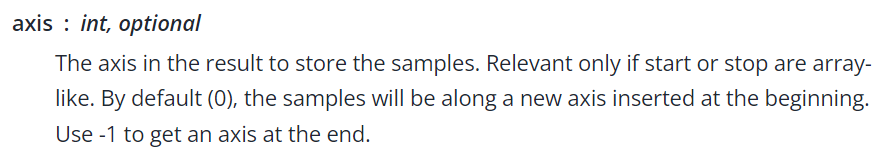 axis : int, optional
The axis in the result to store the samples. Relevant only if start or stop are array-
like. By default (0), the samples will be along a new axis inserted at the beginning.
Use -1 to get an axis at the end.